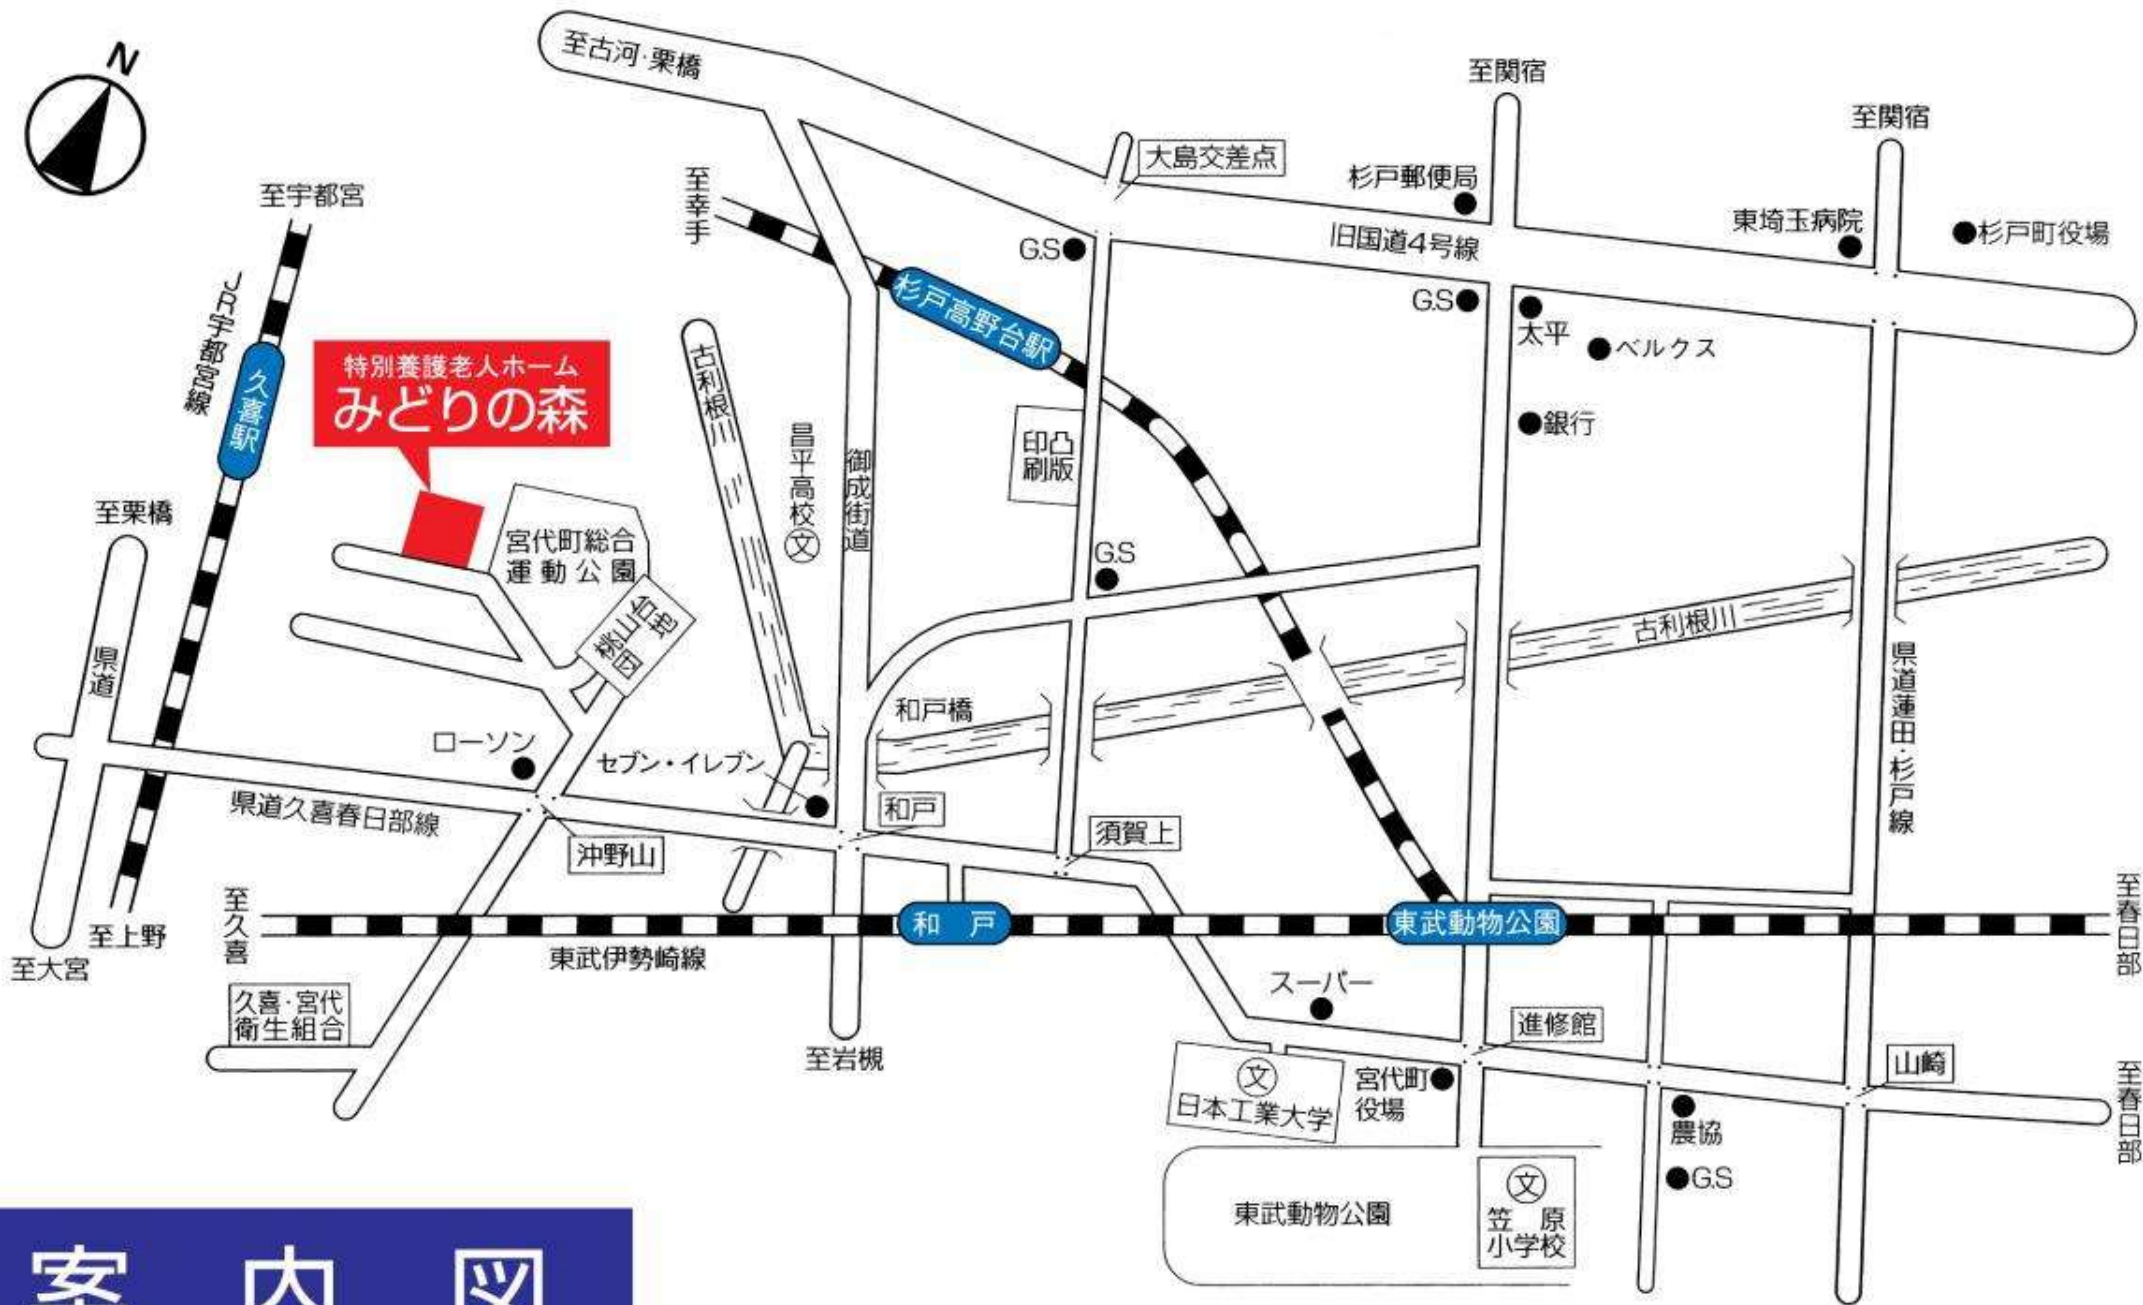 N
至古河・栗橋
至関宿
至関宿
大島交差点
杉戸郵便局
至宇都宮
至幸手
東埼玉病院
杉戸町役場
G.S
旧国道4号線
JR宇都宮線
杉戸高野台駅
G.S
太平
ベルクス
久喜駅
特別養護老人ホーム
みどりの森
古利根川
銀行
昌平高校
文
御成街道
凸版
印刷
至栗橋
宮代町総合
運動公園
G.S
桃山台
団地
古利根川
県道
県道蓮田・杉戸線
和戸橋
ローソン
セブン・イレブン
県道久喜春日部線
和戸
須賀上
沖野山
至久喜
至上野
至大宮
東武伊勢崎線
和戸
東武動物公園
至春日部
スーパー
久喜・宮代
衛生組合
進修館
至岩槻
山崎
文
日本工業大学
宮代町
役場
農協
至春日部
G.S
東武動物公園
文
笠原
小学校
案内図